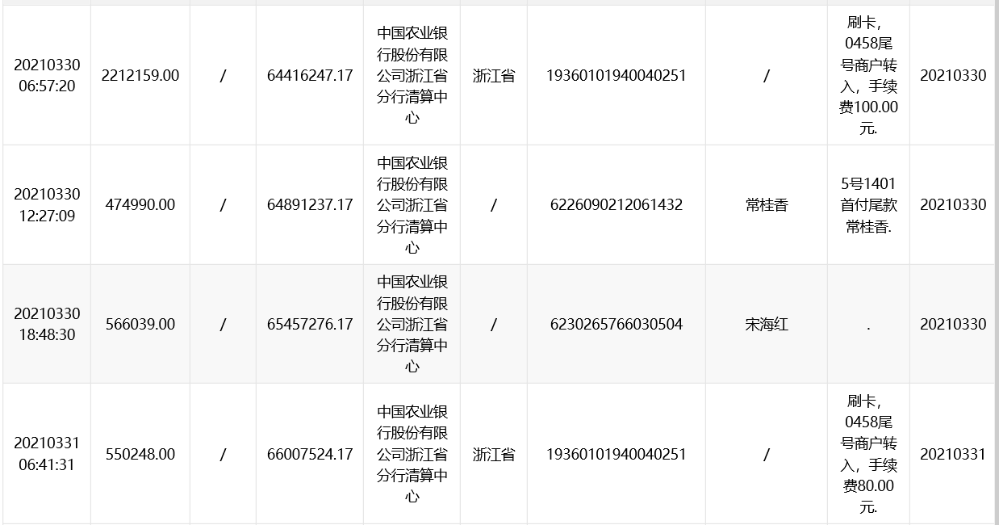 20210330
06:57:20
2212159.00
/
64416247.17
中国农业银
行股份有限
公司浙江省
分行清算中
心
浙江省
19360101940040251
/
刷卡，
0458尾
号商户转
入，手续
费100.00
元.
20210330
20210330
12:27:09
474990.00
/
64891237.17
中国农业银
行股份有限
公司浙江省
分行清算中
心
/
6226090212061432
常桂香
5号1401
首付尾款
常桂香.
20210330
20210330
18:48:30
566039.00
/
65457276.17
中国农业银
行股份有限
公司浙江省
分行清算中
心
/
6230265766030504
宋海红
.
20210330
20210331
06:41:31
550248.00
/
66007524.17
中国农业银
行股份有限
公司浙江省
分行清算中
心
浙江省
19360101940040251
/
刷卡，
0458尾
号商户转
入，手续
费80.00
元.
20210331